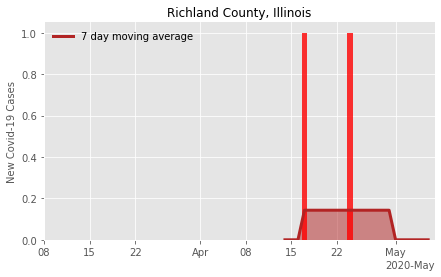 Richland County, Illinois
7 day moving average
New Covid-19 Cases
1.0
0.8
0.6
0.4
0.2
0.0
08 15 22 Apr 08 15 22 May
2020-May